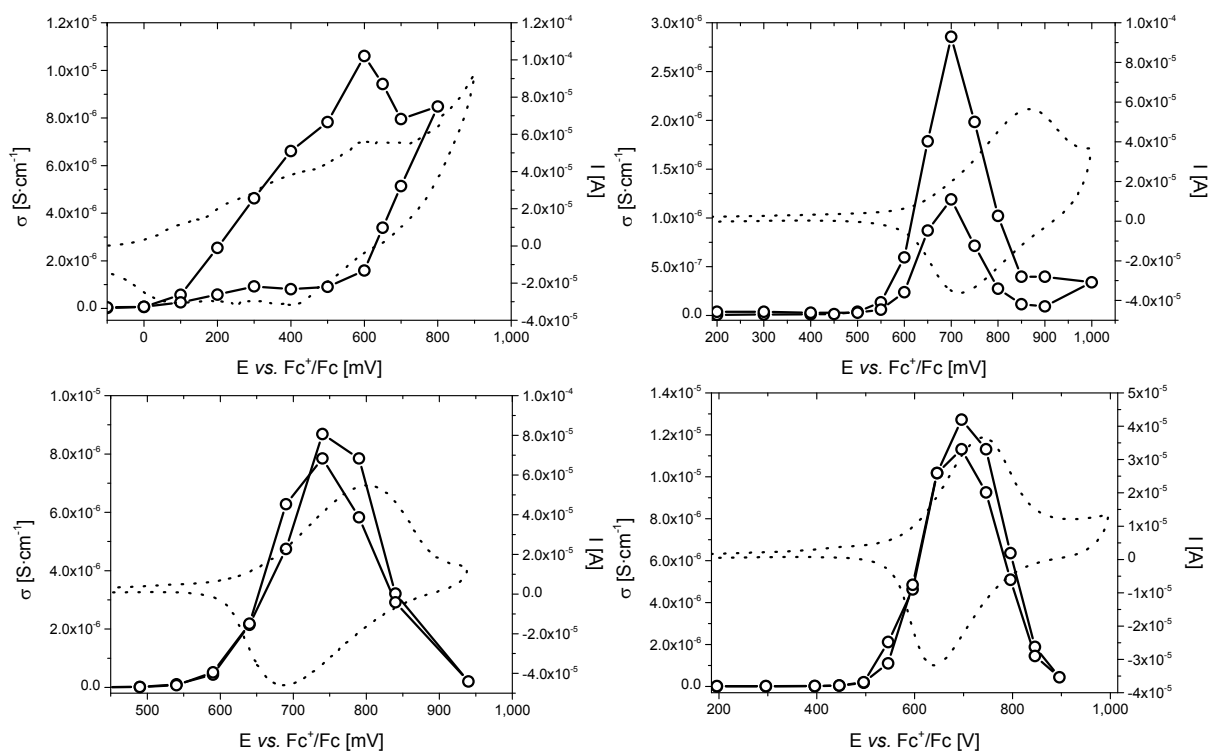 1.2x10⁻⁵
1.0x10⁻⁵
8.0x10⁻⁶
6.0x10⁻⁶
4.0x10⁻⁶
2.0x10⁻⁶
0.0
σ [S·cm⁻¹]
0 200 400 600 800 1,000
E vs. Fc⁺/Fc [mV]
1.2x10⁻⁴
1.0x10⁻⁴
8.0x10⁻⁵
6.0x10⁻⁵
4.0x10⁻⁵
2.0x10⁻⁵
0.0
-2.0x10⁻⁵
-4.0x10⁻⁵
I [A]
3.0x10⁻⁶
2.5x10⁻⁶
2.0x10⁻⁶
1.5x10⁻⁶
1.0x10⁻⁶
5.0x10⁻⁷
0.0
σ [S·cm⁻¹]
200 300 400 500 600 700 800 900 1,000
E vs. Fc⁺/Fc [mV]
1.0x10⁻⁴
8.0x10⁻⁵
6.0x10⁻⁵
4.0x10⁻⁵
2.0x10⁻⁵
0.0
-2.0x10⁻⁵
-4.0x10⁻⁵
I [A]
1.0x10⁻⁵
8.0x10⁻⁶
6.0x10⁻⁶
4.0x10⁻⁶
2.0x10⁻⁶
0.0
σ [S·cm⁻¹]
500 600 700 800 900 1,000
E vs. Fc⁺/Fc [mV]
1.0x10⁻⁴
8.0x10⁻⁵
6.0x10⁻⁵
4.0x10⁻⁵
2.0x10⁻⁵
0.0
-2.0x10⁻⁵
-4.0x10⁻⁵
I [A]
1.4x10⁻⁵
1.2x10⁻⁵
1.0x10⁻⁵
8.0x10⁻⁶
6.0x10⁻⁶
4.0x10⁻⁶
2.0x10⁻⁶
0.0
σ [S·cm⁻¹]
200 400 600 800 1,000
E vs. Fc⁺/Fc [V]
5x10⁻⁵
4x10⁻⁵
3x10⁻⁵
2x10⁻⁵
1x10⁻⁵
0
-1x10⁻⁵
-2x10⁻⁵
-3x10⁻⁵
-4x10⁻⁵
I [A]